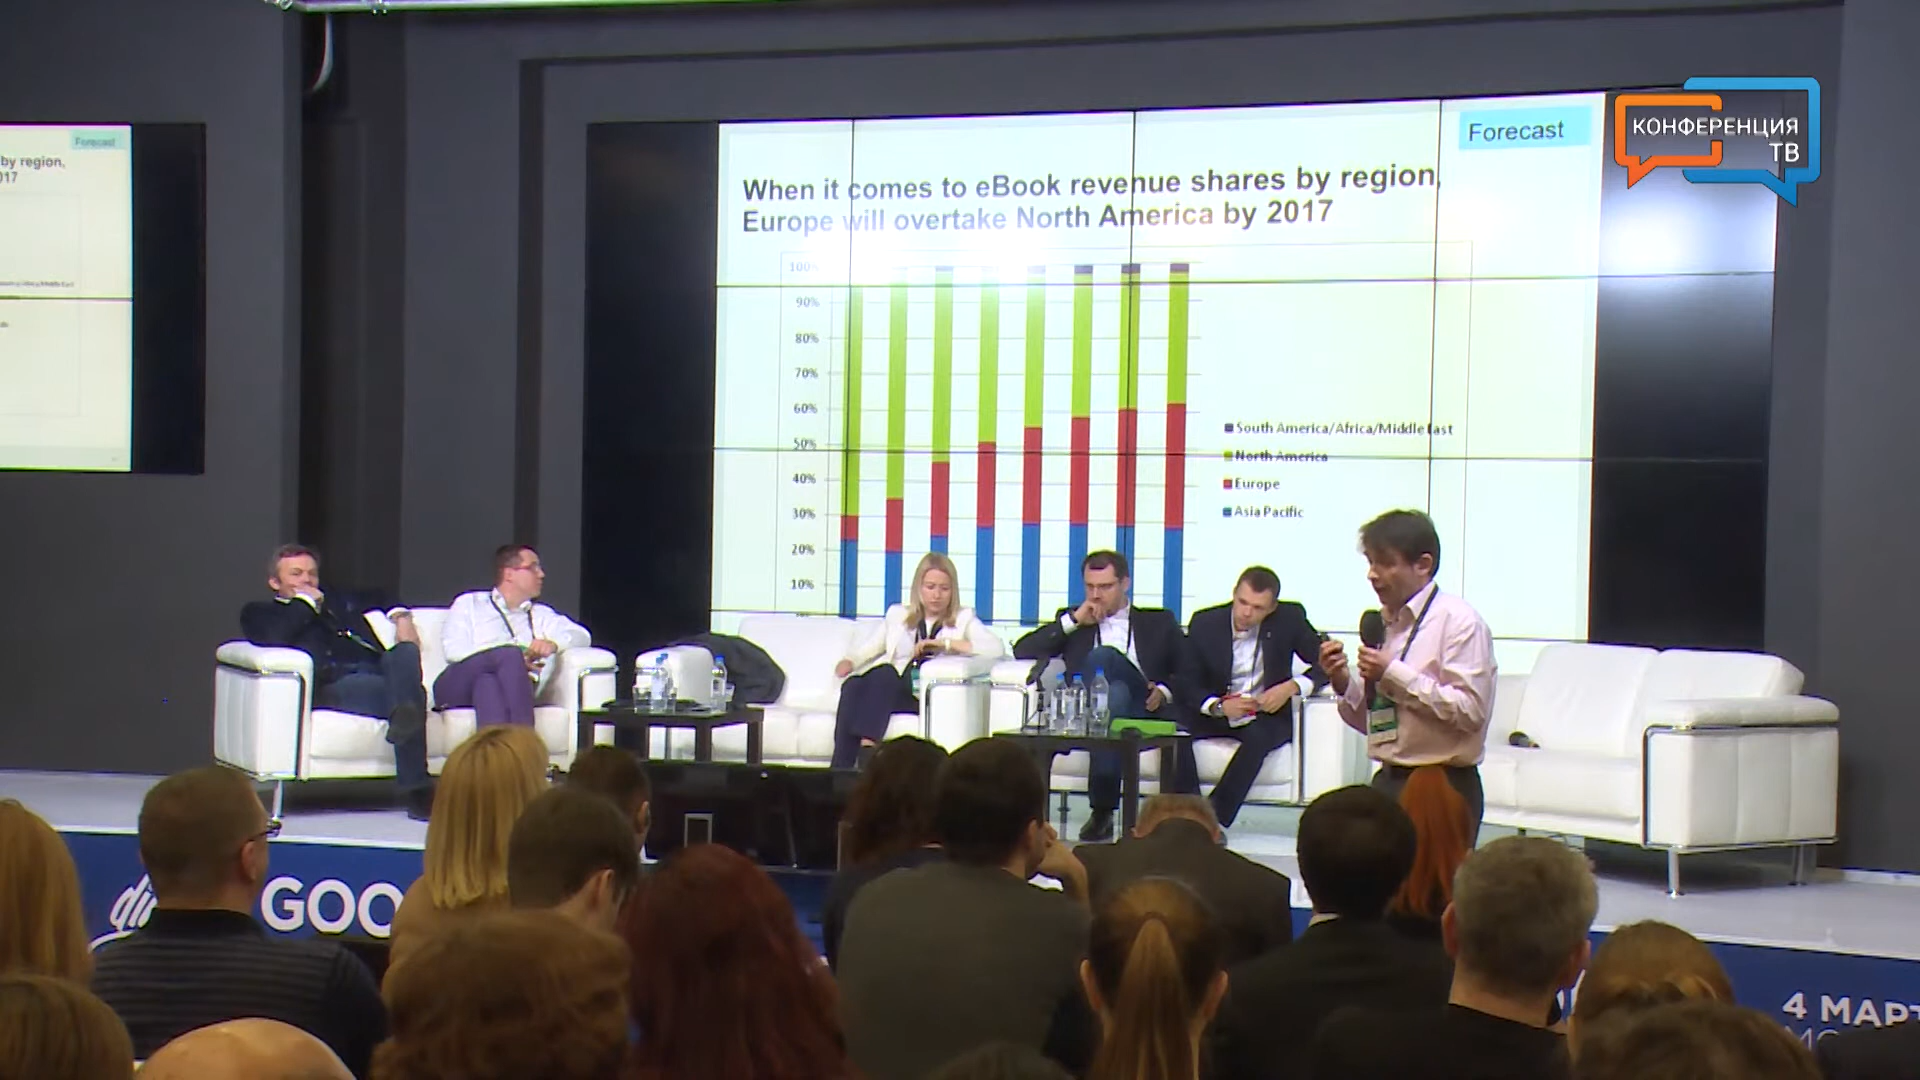 Forecast
by region,
017
Forecast
КОНФЕРЕНЦИЯ
ТВ
When it comes to eBook revenue shares by region,
Europe will overtake North America by 2017
100%
90%
80%
70%
60%
50%
40%
30%
20%
10%
South America/Africa/Middle East
North America
Europe
Asia Pacific
GOO
4 МАРТ